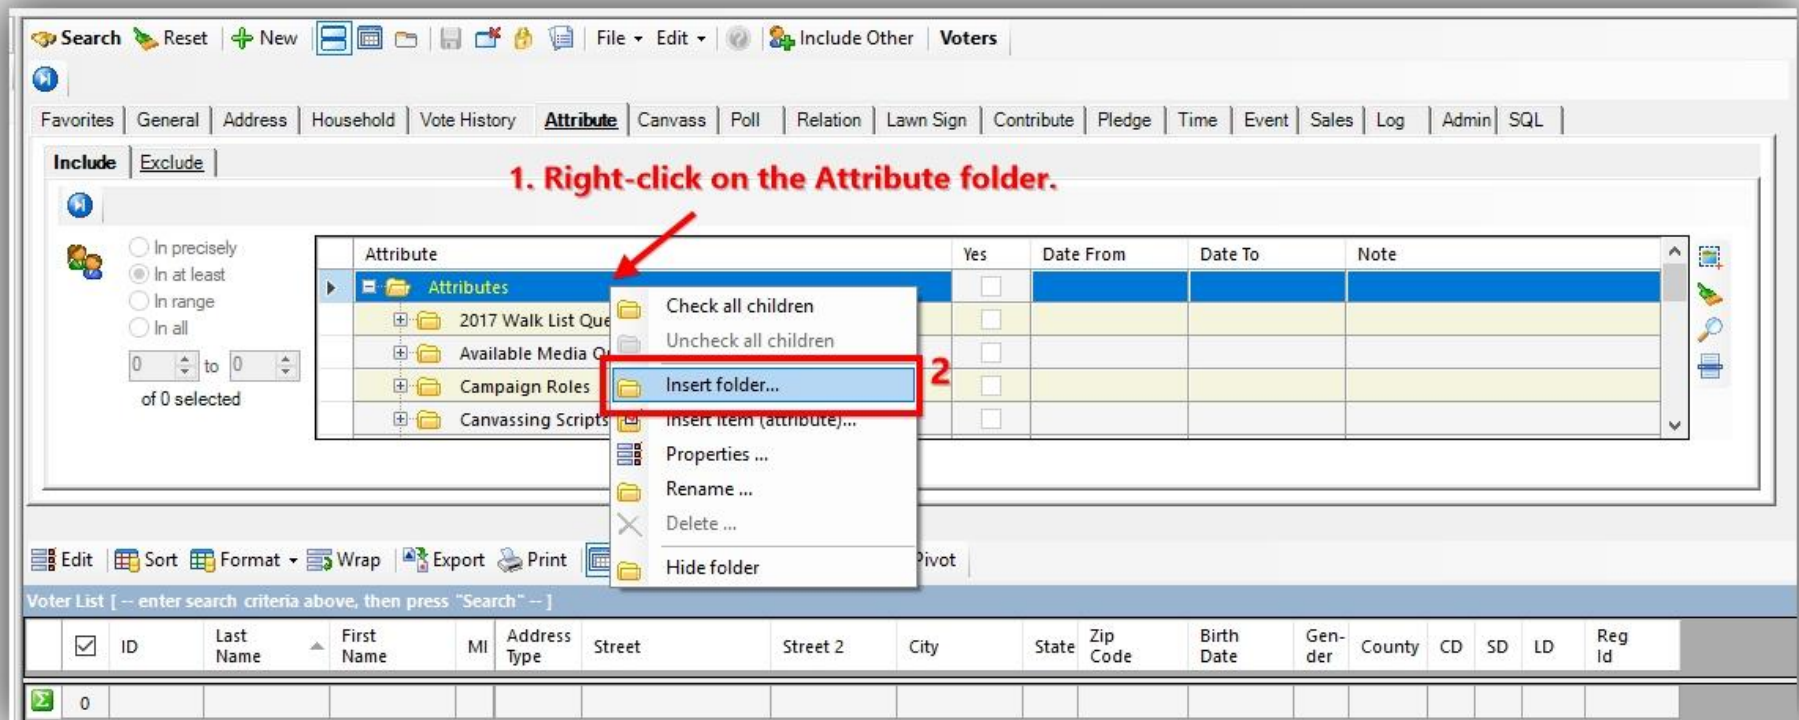 Search Reset New File Edit Include Other Voters
Favorites General Address Household Vote History Attribute Canvass Poll Relation Lawn Sign Contribute Pledge Time Event Sales Log Admin SQL
Include Exclude
1. Right-click on the Attribute folder.
In precisely
In at least
In range
In all
0 to 0
of 0 selected
Attribute Yes Date From Date To Note
Attributes
2017 Walk List Que
Available Media
Campaign Roles
Canvassing Scripts
Check all children
Uncheck all children
Insert folder...
2
Insert item (attribute)...
Properties ...
Rename ...
Delete ...
Hide folder
Edit Sort Format Wrap Export Print Pivot
Voter List [ -- enter search criteria above, then press "Search" -- ]
ID Last Name First Name MI Address Type Street Street 2 City State Zip Code Birth Date Gen-der County CD SD LD Reg Id
0